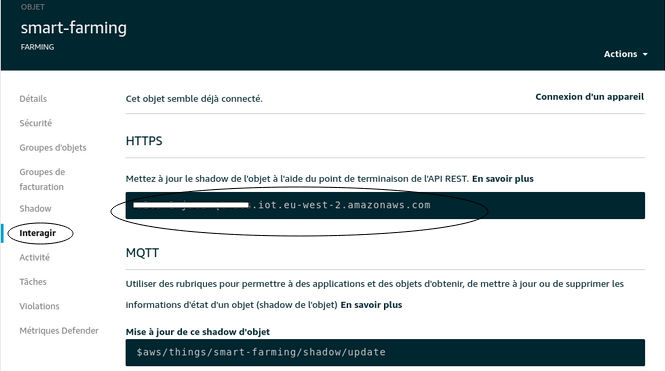 OBJET
smart-farming
FARMING
Actions
Détails
Sécurité
Groupes d'objets
Groupes de
facturation
Shadow
Interagir
Activité
Tâches
Violations
Métriques Defender
Cet objet semble déjà connecté.
Connexion d'un appareil
HTTPS
Mettez à jour le shadow de l'objet à l'aide du point de terminaison de l'API REST. En savoir plus
.iot.eu-west-2.amazonaws.com
MQTT
Utiliser des rubriques pour permettre à des applications et des objets d'obtenir, de mettre à jour ou de supprimer les
informations d'état d'un objet (shadow de l'objet) En savoir plus
Mise à jour de ce shadow d'objet
$aws/things/smart-farming/shadow/update